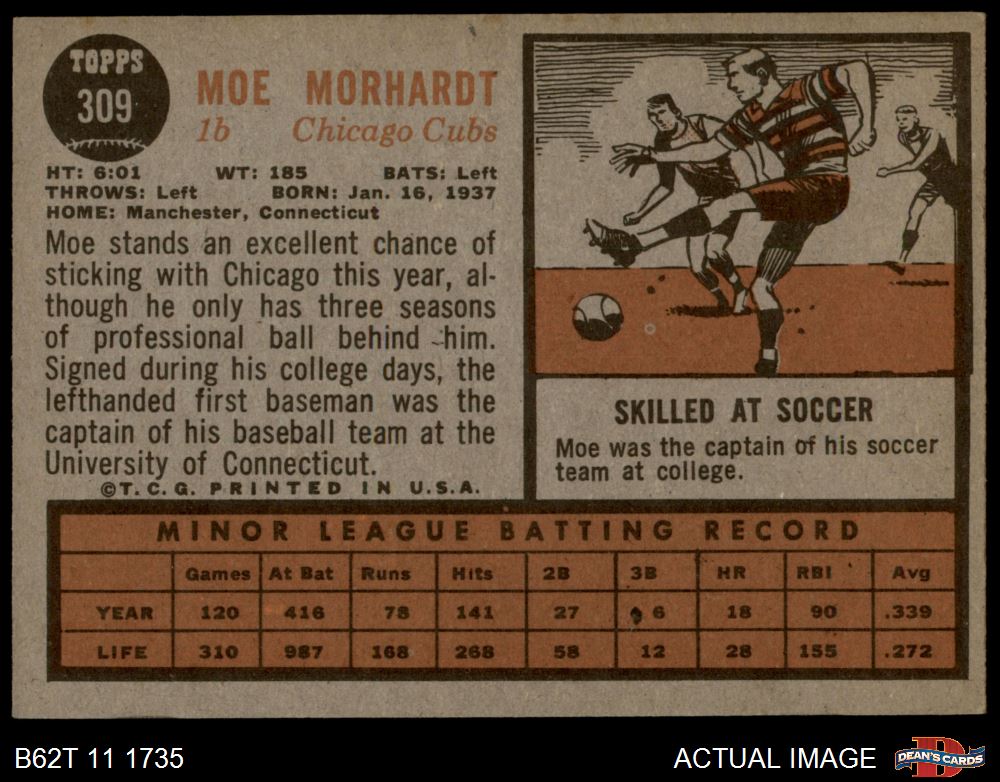 TOPPS
309
MOE MORHARDT
1b Chicago Cubs
HT: 6:01 WT: 185 BATS: Left
THROWS: Left BORN: Jan. 16, 1937
HOME: Manchester, Connecticut
Moe stands an excellent chance of
sticking with Chicago this year, al-
though he only has three seasons
of professional ball behind him.
Signed during his college days, the
lefthanded first baseman was the
captain of his baseball team at the
University of Connecticut.
©T.C.G. PRINTED IN U.S.A.
SKILLED AT SOCCER
Moe was the captain of his soccer
team at college.
MINOR LEAGUE BATTING RECORD
Games At Bat Runs Hits 2B 3B HR RBI Avg
YEAR 120 416 78 141 27 6 18 90 .339
LIFE 310 987 168 268 58 12 28 155 .272
B62T 11 1735 ACTUAL IMAGE
D
DEAN'S CARDS